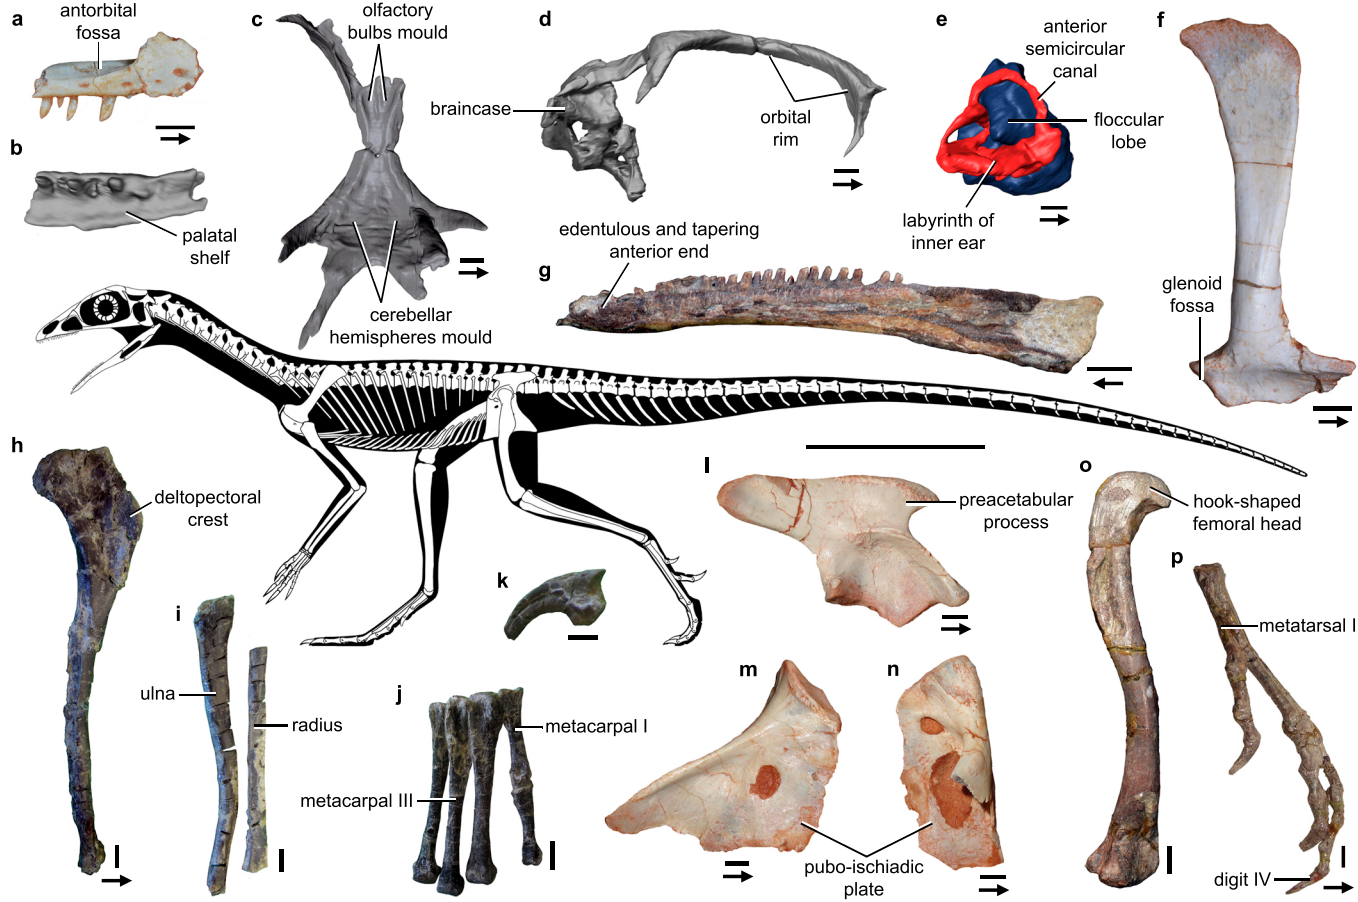 a
antorbital
fossa
b
palatal
shelf
c
olfactory
bulbs mould
cerebellar
hemispheres mould
d
braincase
orbital
rim
e
anterior
semicircular
canal
floccular
lobe
labyrinth of
inner ear
f
glenoid
fossa
g
edentulous and tapering
anterior end
h
deltopectoral
crest
i
ulna
radius
j
metacarpal I
metacarpal III
k
l
preacetabular
process
m
n
pubo-ischiadic
plate
o
hook-shaped
femoral head
p
metatarsal I
digit IV